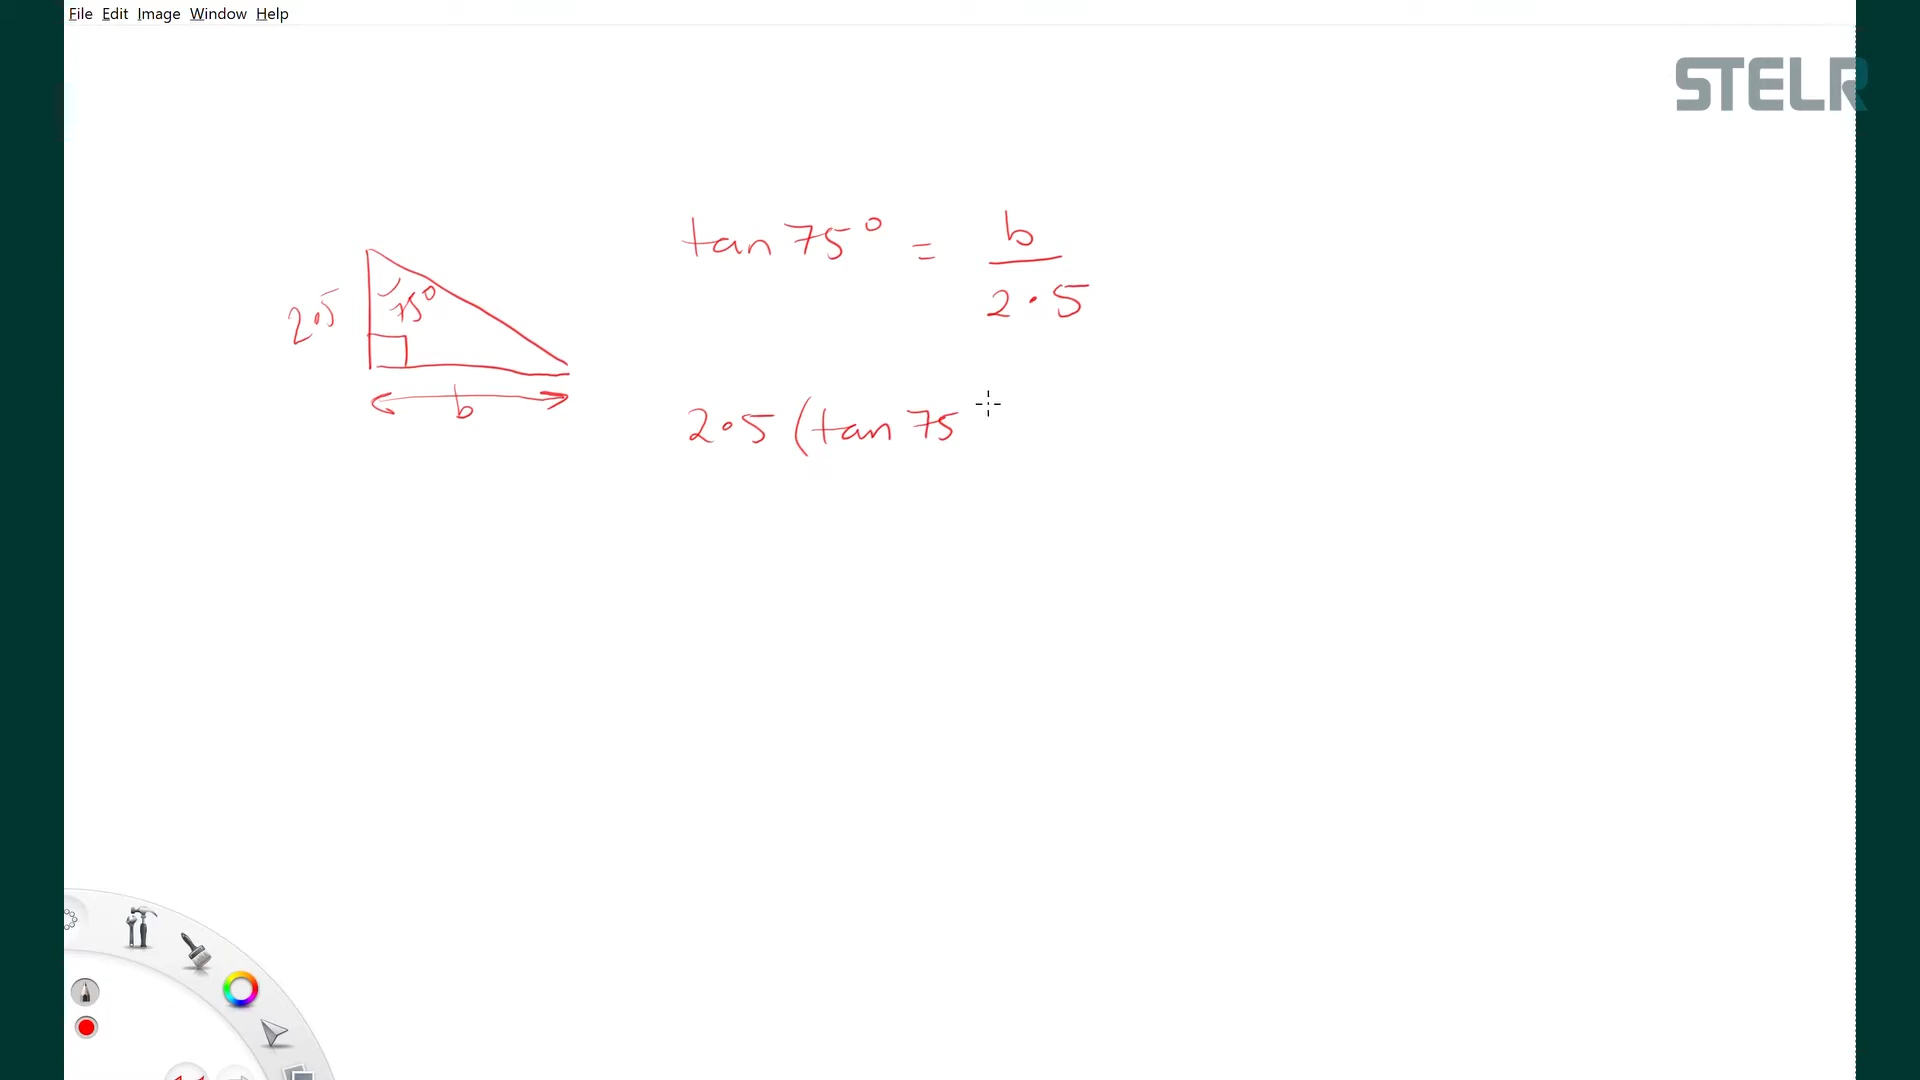 File Edit Image Window Help
STELR
tan 75° = b
2.5
2.5
75°
b
2.5 (tan 75